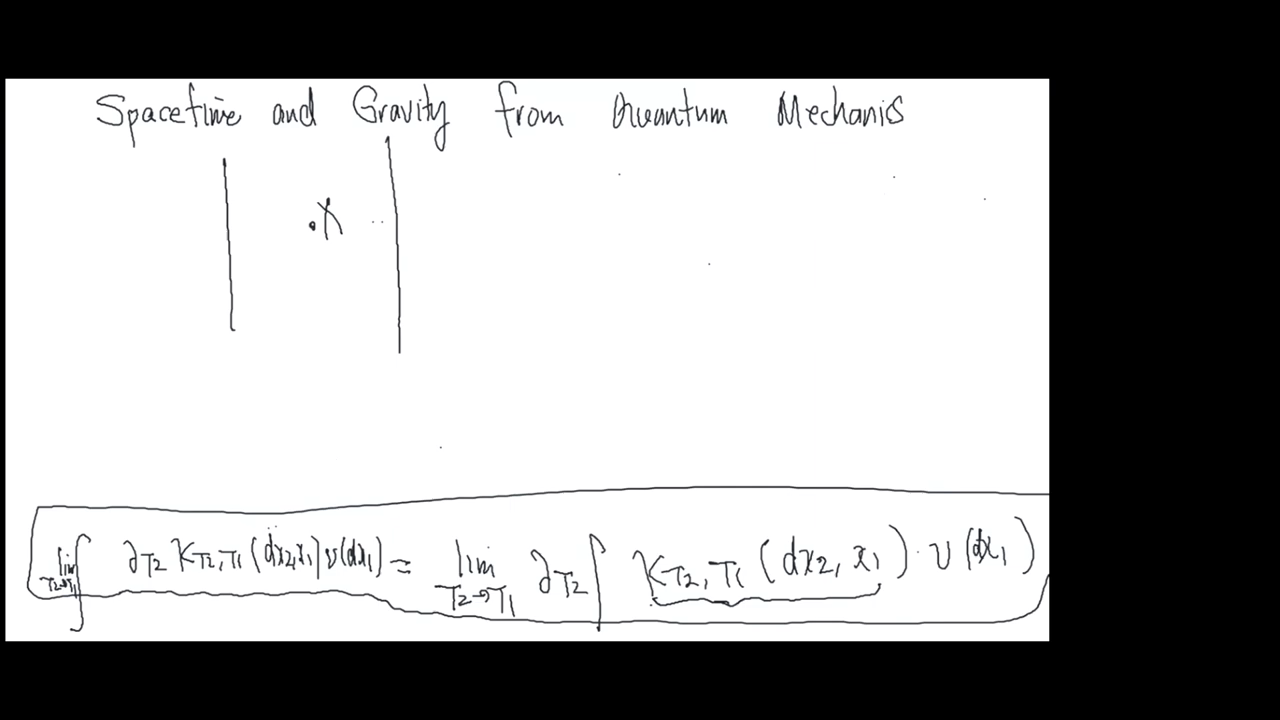 Spacetime and Gravity from Quantum Mechanics
.X
lim T₂→T₁ ∫ ∂T₂ KT₂,T₁ (dx₂,x₁) ν(dx₁) = lim T₂→T₁ ∂T₂ ∫ KT₂,T₁ (dx₂, x₁) · ν(dx₁)